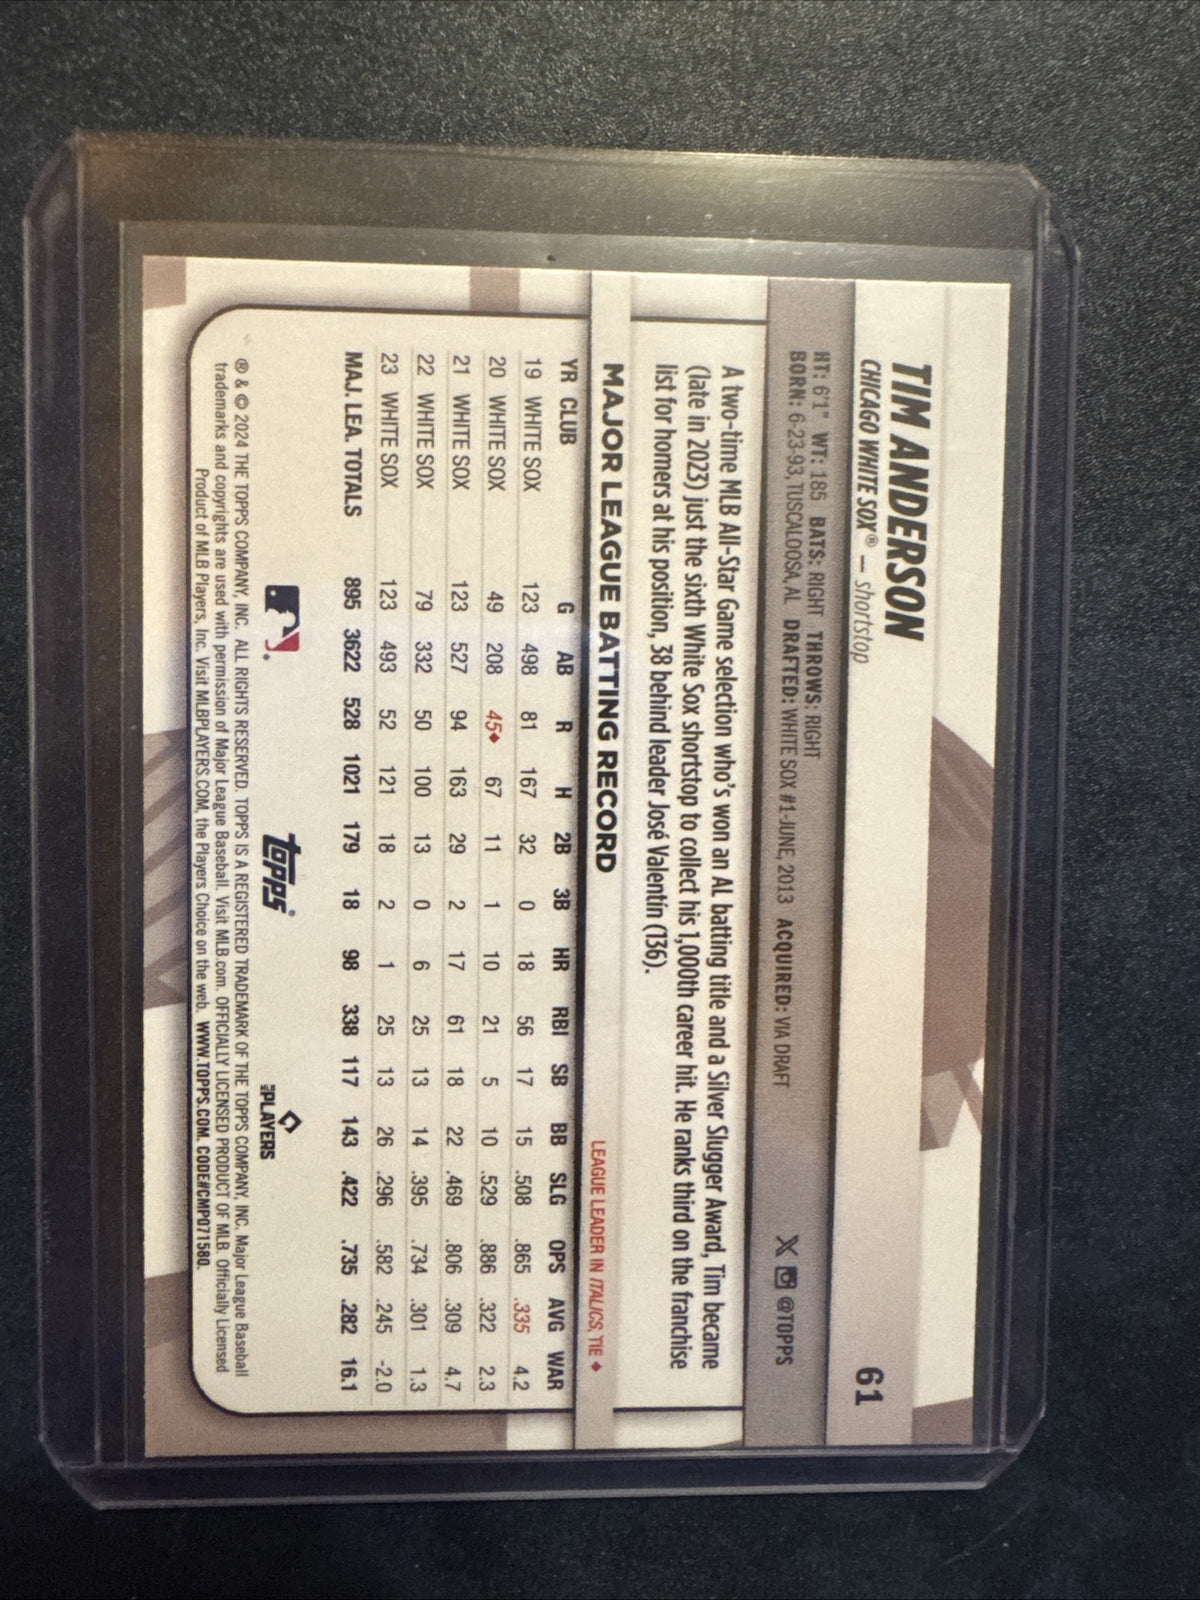 TIM ANDERSON 61
CHICAGO WHITE SOX® — shortstop
HT: 6'1" WT: 185 BATS: RIGHT THROWS: RIGHT
BORN: 6-23-93, TUSCALOOSA, AL DRAFTED: WHITE SOX #1-JUNE, 2013 ACQUIRED: VIA DRAFT @TOPPS
A two-time MLB All-Star Game selection who's won an AL batting title and a Silver Slugger Award, Tim became
(late in 2023) just the sixth White Sox shortstop to collect his 1,000th career hit. He ranks third on the franchise
list for homers at his position, 38 behind leader José Valentín (136).
MAJOR LEAGUE BATTING RECORD LEAGUE LEADER IN ITALICS, TIE ♦
YR CLUB G AB R H 2B 3B HR RBI SB BB SLG OPS AVG WAR
19 WHITE SOX 123 498 81 167 32 0 18 56 17 15 .508 .865 .335 4.2
20 WHITE SOX 49 208 45♦ 67 11 1 10 21 5 10 .529 .886 .322 2.3
21 WHITE SOX 123 527 94 163 29 2 17 61 18 22 .469 .806 .309 4.7
22 WHITE SOX 79 332 50 100 13 0 6 25 13 14 .395 .734 .301 1.3
23 WHITE SOX 123 493 52 121 18 2 1 25 13 26 .296 .582 .245 -2.0
MAJ. LEA. TOTALS 895 3622 528 1021 179 18 98 338 117 143 .422 .735 .282 16.1
topps® MLB PLAYERS
® & © 2024 THE TOPPS COMPANY, INC. ALL RIGHTS RESERVED. TOPPS IS A REGISTERED TRADEMARK OF THE TOPPS COMPANY, INC. Major League Baseball
trademarks and copyrights are used with permission of Major League Baseball. Visit MLB.com. OFFICIALLY LICENSED PRODUCT OF MLB. Officially Licensed
Product of MLB Players, Inc. Visit MLBPLAYERS.COM, the Players Choice on the web. WWW.TOPPS.COM. CODE#CMP071580.